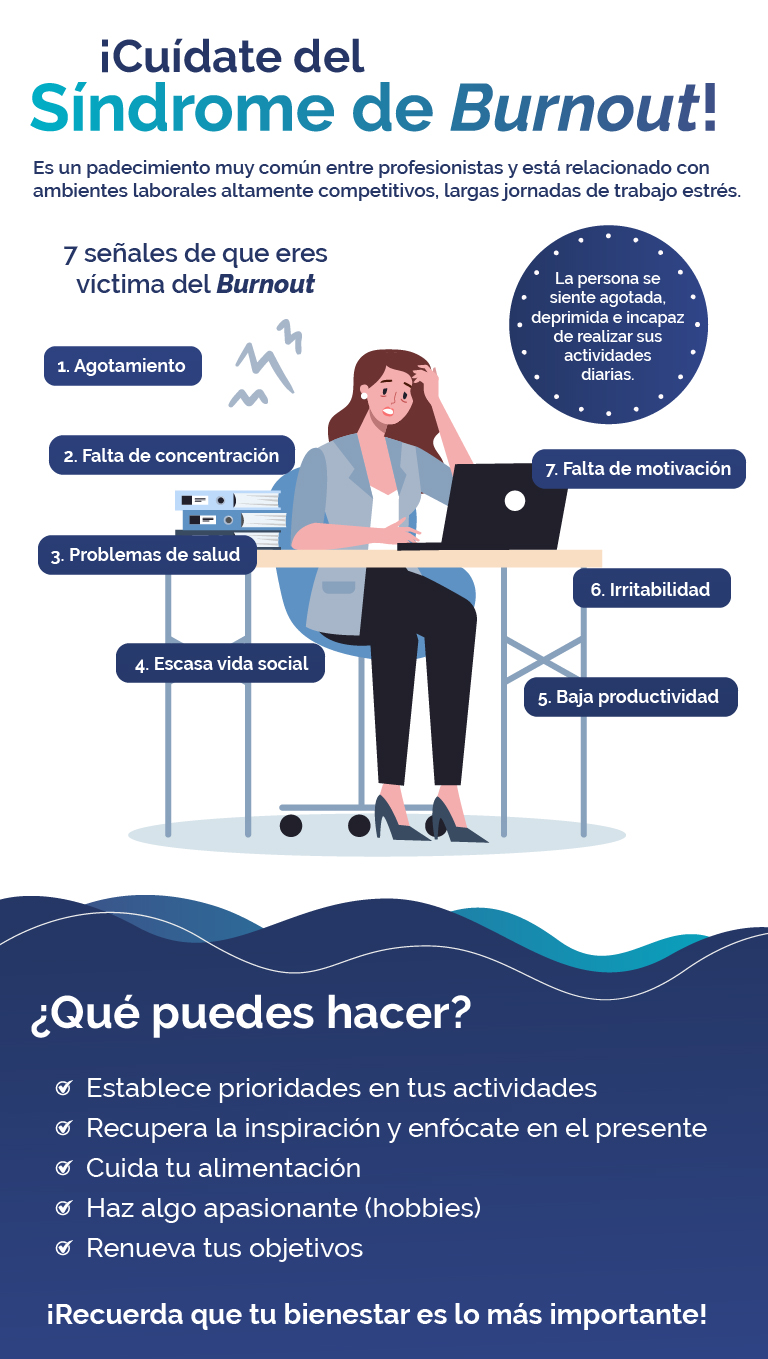 ¡Cuídate del
Síndrome de Burnout!
Es un padecimiento muy común entre profesionistas y está relacionado con
ambientes laborales altamente competitivos, largas jornadas de trabajo estrés.
7 señales de que eres
víctima del Burnout
La persona se
siente agotada,
deprimida e incapaz
de realizar sus
actividades
diarias.
1. Agotamiento
2. Falta de concentración
3. Problemas de salud
4. Escasa vida social
5. Baja productividad
6. Irritabilidad
7. Falta de motivación
¿Qué puedes hacer?
Establece prioridades en tus actividades
Recupera la inspiración y enfócate en el presente
Cuida tu alimentación
Haz algo apasionante (hobbies)
Renueva tus objetivos
¡Recuerda que tu bienestar es lo más importante!